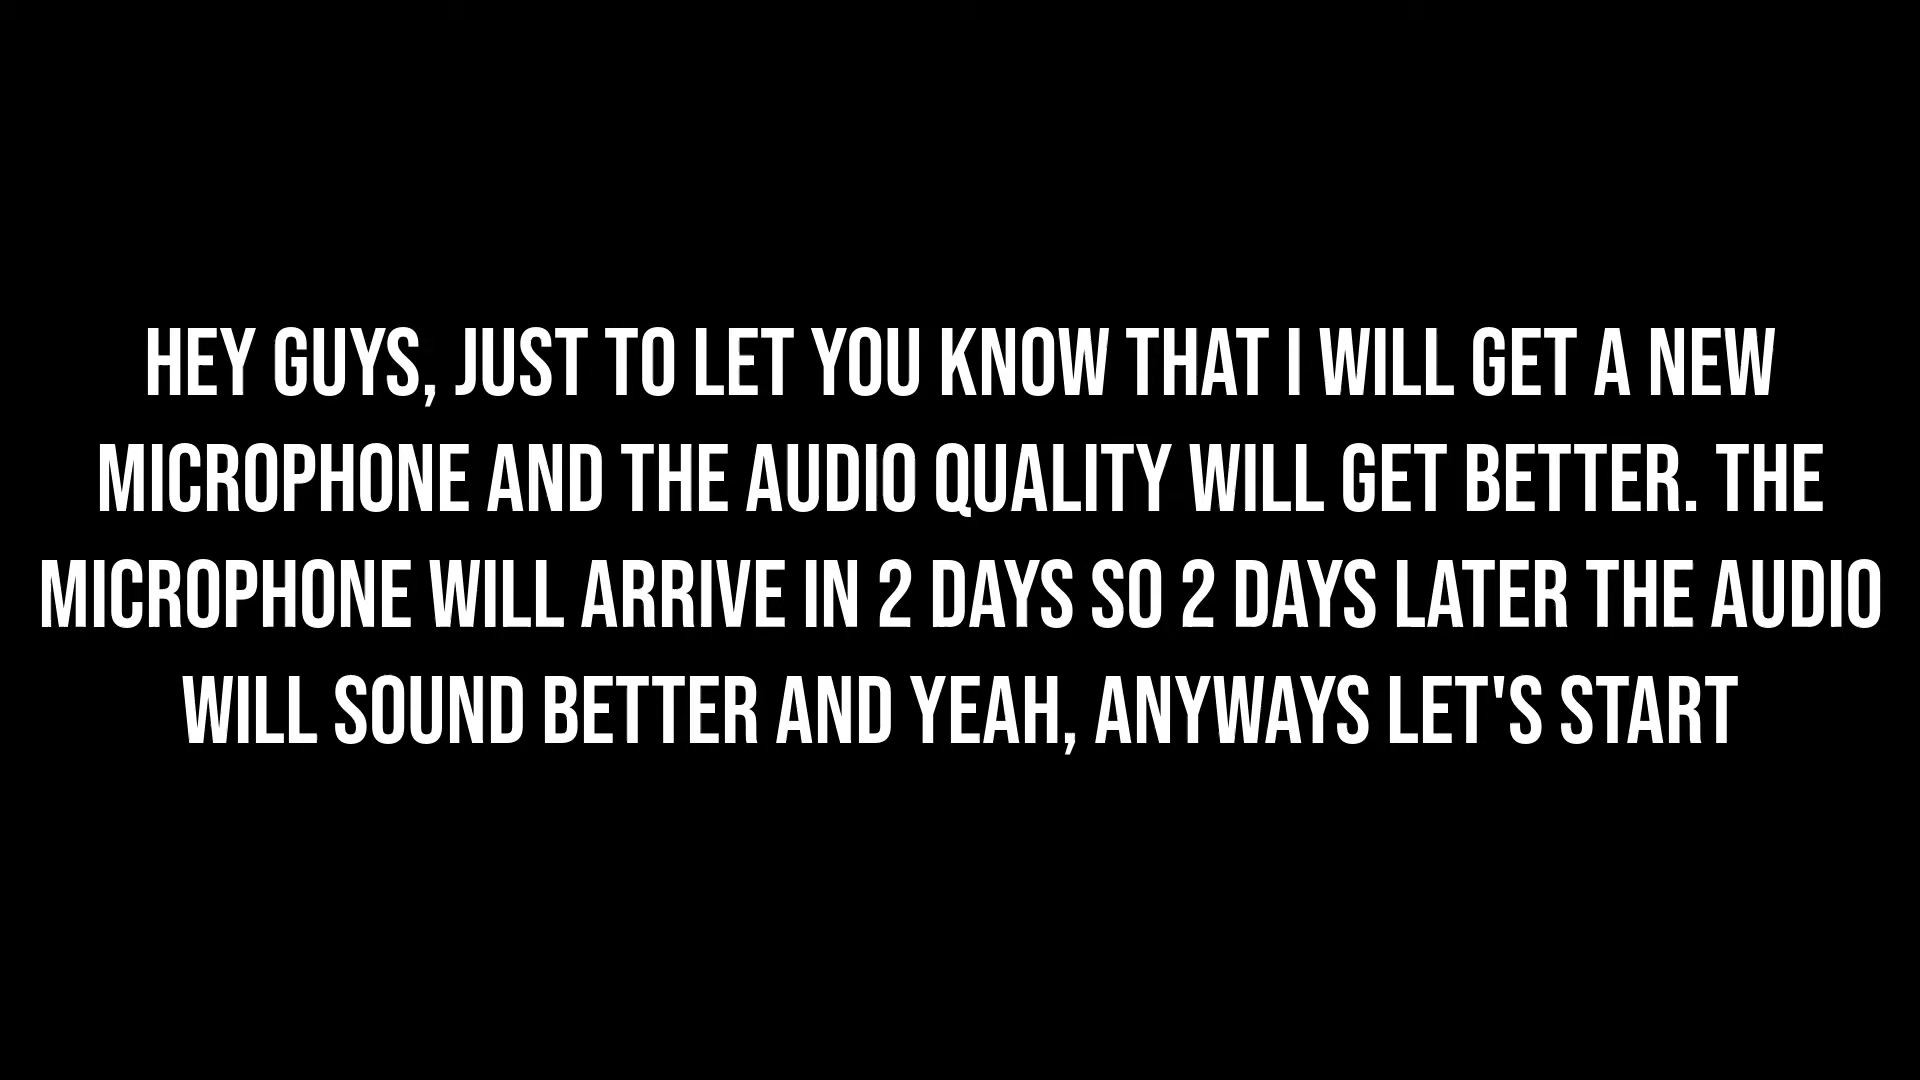 HEY GUYS, JUST TO LET YOU KNOW THAT I WILL GET A NEW
MICROPHONE AND THE AUDIO QUALITY WILL GET BETTER. THE
MICROPHONE WILL ARRIVE IN 2 DAYS SO 2 DAYS LATER THE AUDIO
WILL SOUND BETTER AND YEAH, ANYWAYS LET'S START